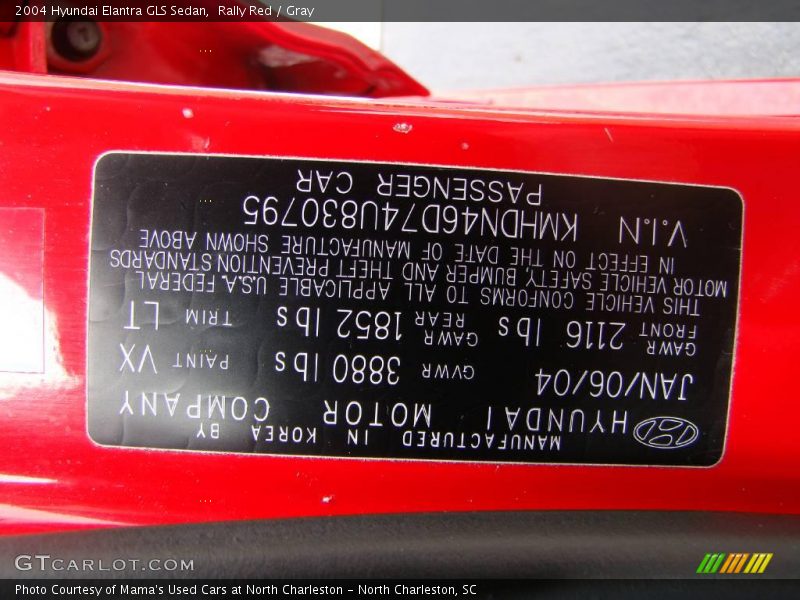 2004 Hyundai Elantra GLS Sedan,  Rally Red / Gray
MANUFACTURED IN KOREA BY
HYUNDAI MOTOR COMPANY
JAN/06/04 GVWR 3880 lbs PAINT VX
GAWR FRONT 2116 lbs GAWR REAR 1852 lbs TRIM LT
THIS VEHICLE CONFORMS TO ALL APPLICABLE U.S.A. FEDERAL
MOTOR VEHICLE SAFETY, BUMPER, AND THEFT PREVENTION STANDARDS
IN EFFECT ON THE DATE OF MANUFACTURE SHOWN ABOVE
V.I.N KMHDN46D74U830795
PASSENGER CAR
GTCARLOT.COM
Photo Courtesy of Mama's Used Cars at North Charleston - North Charleston, SC